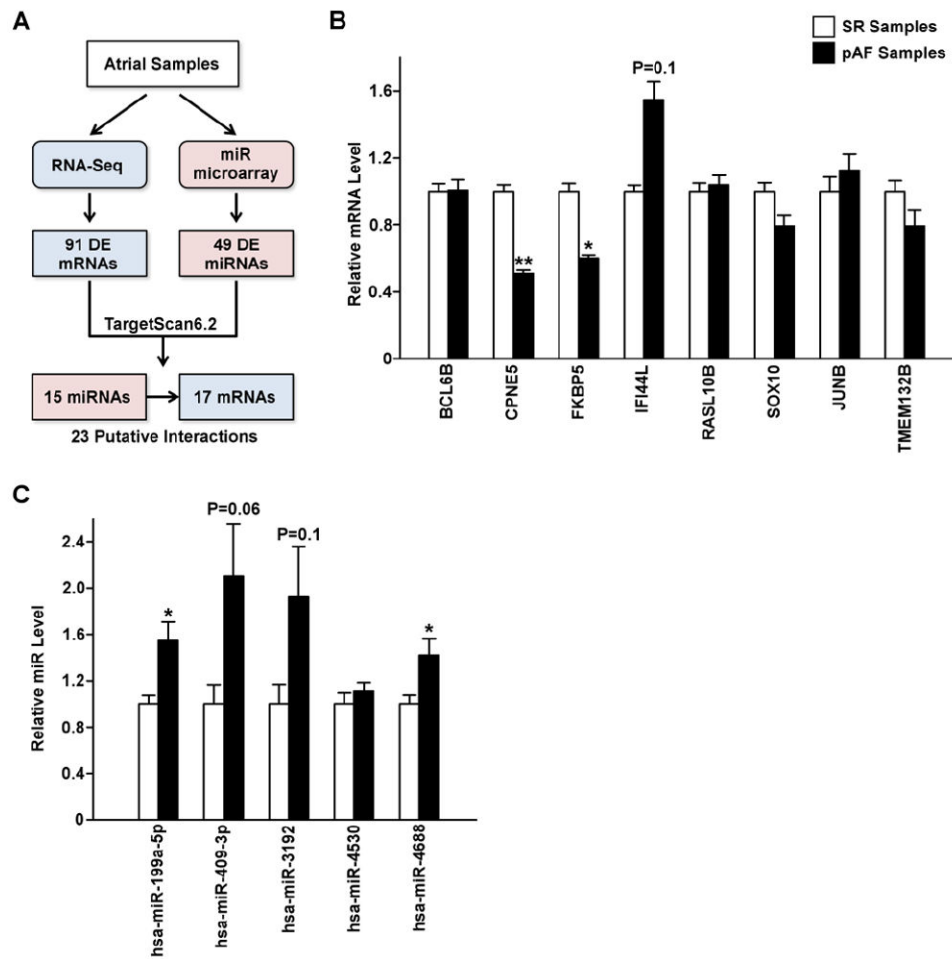 A
Atrial Samples
RNA-Seq
miR
microarray
91 DE
mRNAs
49 DE
miRNAs
TargetScan6.2
15 miRNAs
17 mRNAs
23 Putative Interactions
B
SR Samples
pAF Samples
Relative mRNA Level
1.6
1.2
0.8
0.4
0
**
*
P=0.1
BCL6B
CPNE5
FKBP5
IFI44L
RASL10B
SOX10
JUNB
TMEM132B
C
Relative miR Level
2.4
2.0
1.6
1.2
0.8
0.4
0
*
P=0.06
P=0.1
*
hsa-miR-199a-5p
hsa-miR-409-3p
hsa-miR-3192
hsa-miR-4530
hsa-miR-4688